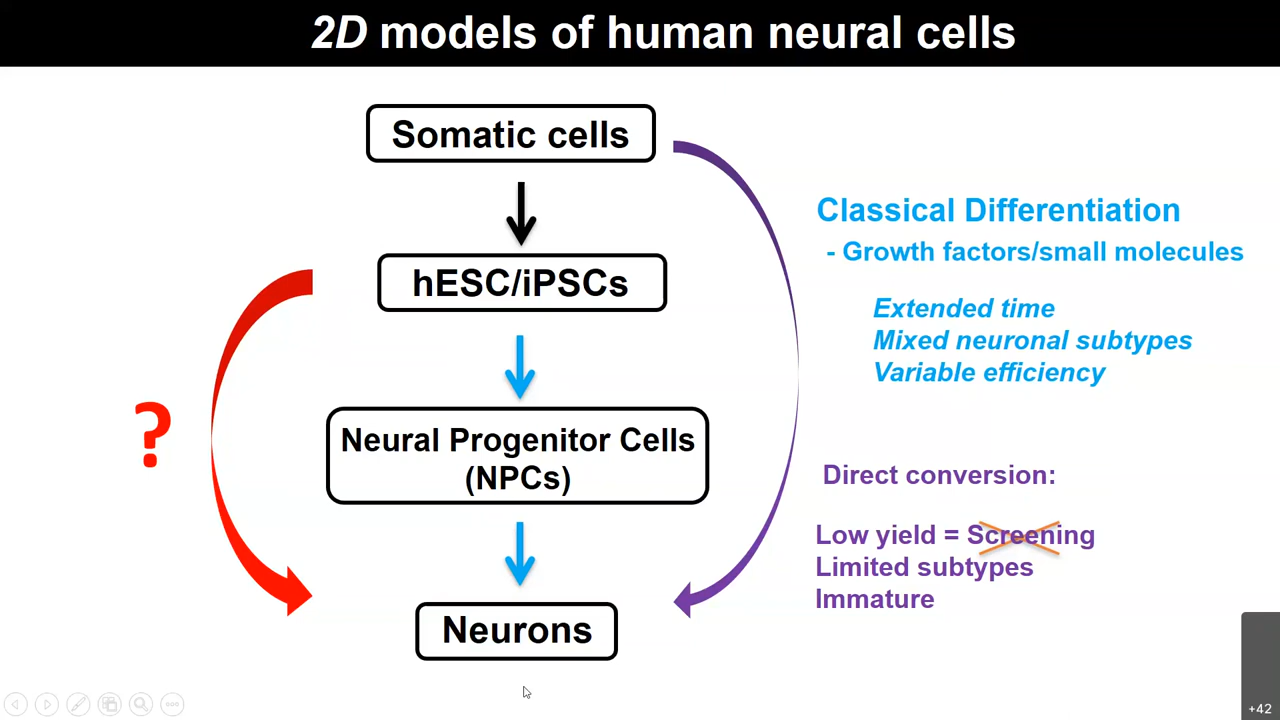 2D models of human neural cells
Somatic cells
hESC/iPSCs
Neural Progenitor Cells
(NPCs)
Neurons
?
Classical Differentiation
- Growth factors/small molecules
Extended time
Mixed neuronal subtypes
Variable efficiency
Direct conversion:
Low yield = Screening
Limited subtypes
Immature
+42